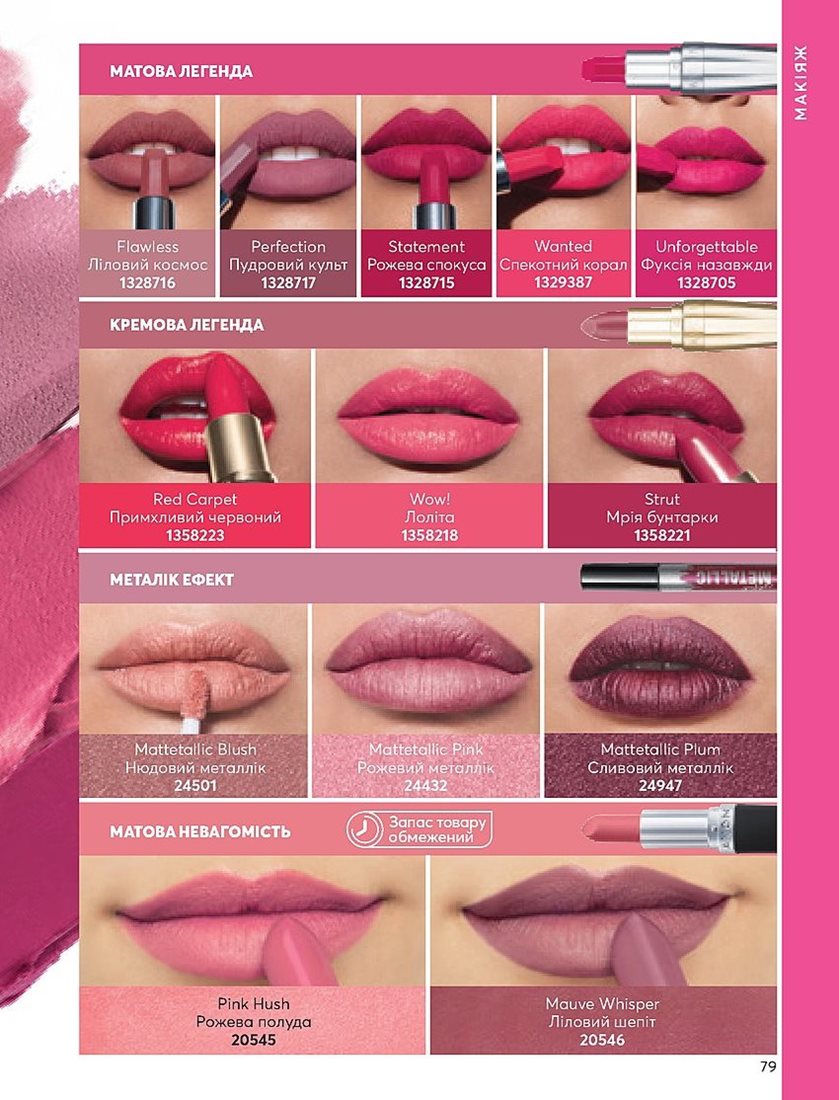 МАКІЯЖ
МАТОВА ЛЕГЕНДА
Flawless
Ліловий космос
1328716
Perfection
Пудровий культ
1328717
Statement
Рожева спокуса
1328715
Wanted
Спекотний корал
1329387
Unforgettable
Фуксія назавжди
1328705
КРЕМОВА ЛЕГЕНДА
Red Carpet
Примхливий червоний
1358223
Wow!
Лоліта
1358218
Strut
Мрія бунтарки
1358221
МЕТАЛІК ЕФЕКТ
METALLIC
Mattetallic Blush
Нюдовий металлік
24501
Mattetallic Pink
Рожевий металлік
24432
Mattetallic Plum
Сливовий металлік
24947
МАТОВА НЕВАГОМІСТЬ
Запас товару
обмежений
AVON
Pink Hush
Рожева полуда
20545
Mauve Whisper
Ліловий шепіт
20546
79